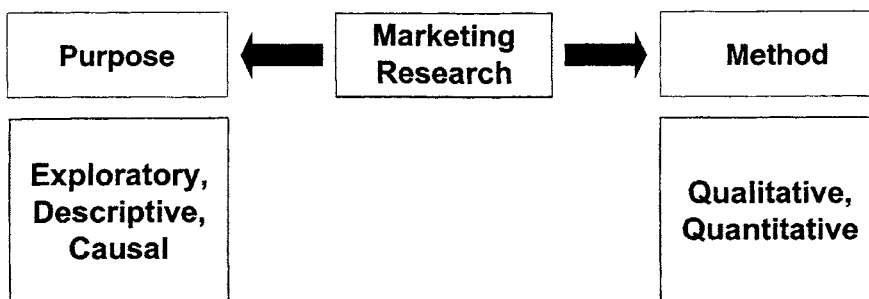 Purpose
Marketing
Research
Method
Exploratory,
Descriptive,
Causal
Qualitative,
Quantitative